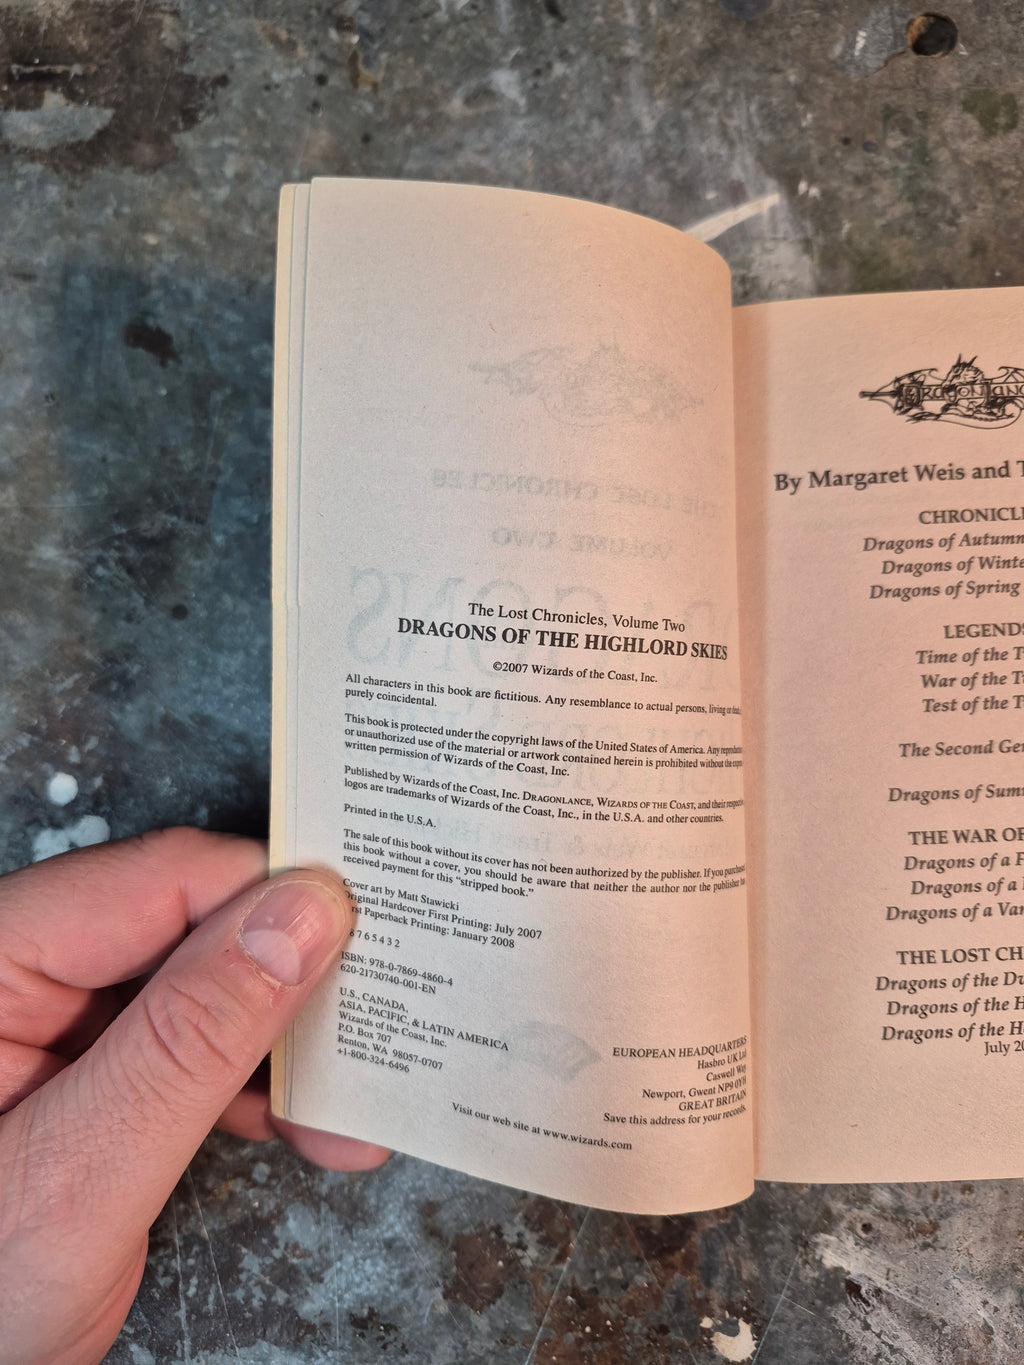 The Lost Chronicles, Volume Two
DRAGONS OF THE HIGHLORD SKIES
©2007 Wizards of the Coast, Inc.
All characters in this book are fictitious. Any resemblance to actual persons, living or
purely coincidental.
This book is protected under the copyright laws of the United States of America. Any
or unauthorized use of the material or artwork contained herein is prohibited without the
written permission of Wizards of the Coast, Inc.
Published by Wizards of the Coast, Inc. DRAGONLANCE, WIZARDS OF THE COAST, and their
logos are trademarks of Wizards of the Coast, Inc., in the U.S.A. and other countries.
Printed in the U.S.A.
The sale of this book without its cover has not been authorized by the publisher. If you
this book without a cover, you should be aware that neither the author nor the publisher
received payment for this “stripped book.”
Cover art by Matt Stawicki
Original Hardcover First Printing: July 2007
Paperback Printing: January 2008
8 7 6 5 4 3 2
ISBN: 978-0-7869-4860-4
620-21730740-001-EN
U.S., CANADA,
ASIA, PACIFIC, & LATIN AMERICA
Wizards of the Coast, Inc.
P.O. Box 707
Renton, WA 98057-0707
+1-800-324-6496
EUROPEAN HEADQUARTERS
Hasbro UK Ltd
Caswell Way
Newport, Gwent NP9 0YH
GREAT BRITAIN
Save this address for your records.
Visit our web site at www.wizards.com
By Margaret Weis and T
CHRONICL
Dragons of Autumn
Dragons of Winte
Dragons of Spring
LEGENDS
Time of the T
War of the T
Test of the T
The Second Ge
Dragons of Sum
THE WAR OF
Dragons of a F
Dragons of a
Dragons of a Va
THE LOST CH
Dragons of the D
Dragons of the H
Dragons of the H
July 20